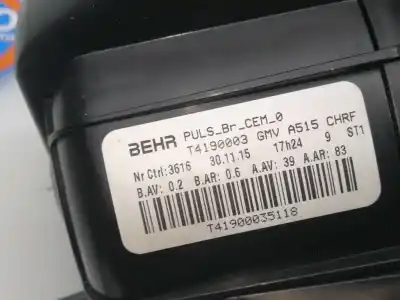 BEHR PULS_Br_CEM_0
T4190003 GMV A515 CHRF
Nr Ctrl:3616 30.11.15 17h24 9 ST1
B.AV: 0.2 B.AR: 0.6 A.AV: 39 A.AR: 83
T41900035118